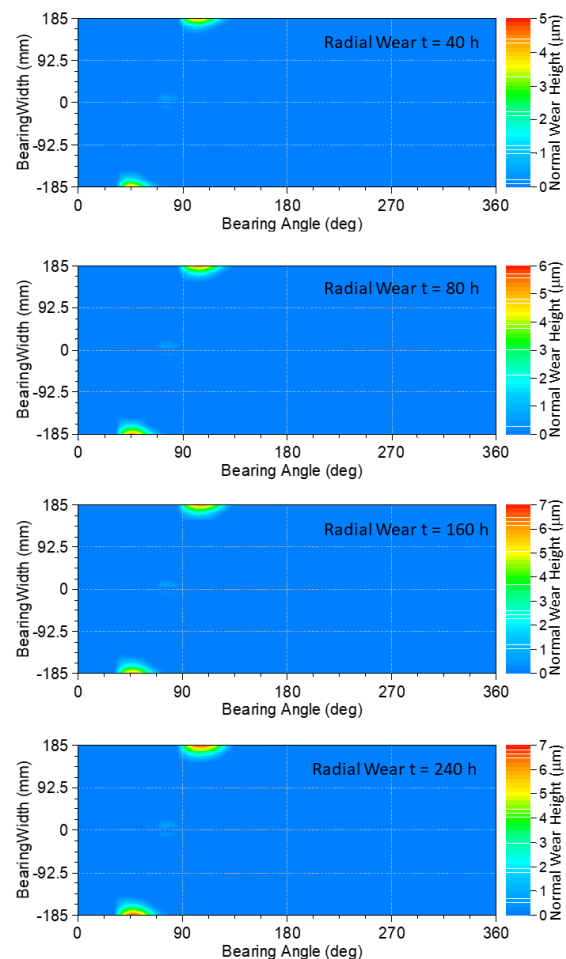 185
92.5
0
-92.5
-185
BearingWidth (mm)
Radial Wear t = 40 h
0 90 180 270 360
Bearing Angle (deg)
5
4
3
2
1
0
Normal Wear Height (µm)
185
92.5
0
-92.5
-185
BearingWidth (mm)
Radial Wear t = 80 h
0 90 180 270 360
Bearing Angle (deg)
6
5
4
3
2
1
0
Normal Wear Height (µm)
185
92.5
0
-92.5
-185
BearingWidth (mm)
Radial Wear t = 160 h
0 90 180 270 360
Bearing Angle (deg)
7
6
5
4
3
2
1
0
Normal Wear Height (µm)
185
92.5
0
-92.5
-185
BearingWidth (mm)
Radial Wear t = 240 h
0 90 180 270 360
Bearing Angle (deg)
7
6
5
4
3
2
1
0
Normal Wear Height (µm)